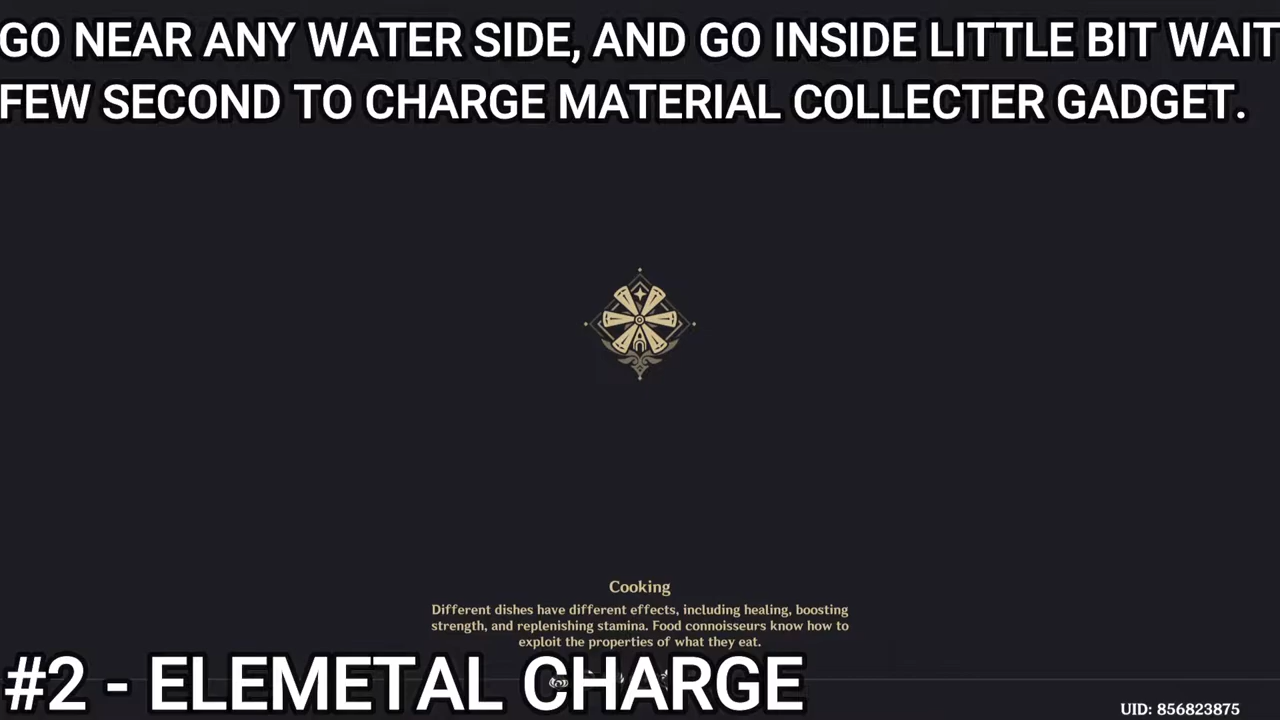 GO NEAR ANY WATER SIDE, AND GO INSIDE LITTLE BIT WAIT
FEW SECOND TO CHARGE MATERIAL COLLECTER GADGET.
Cooking
Different dishes have different effects, including healing, boosting
strength, and replenishing stamina. Food connoisseurs know how to
exploit the properties of what they eat.
#2 - ELEMETAL CHARGE
UID: 856823875